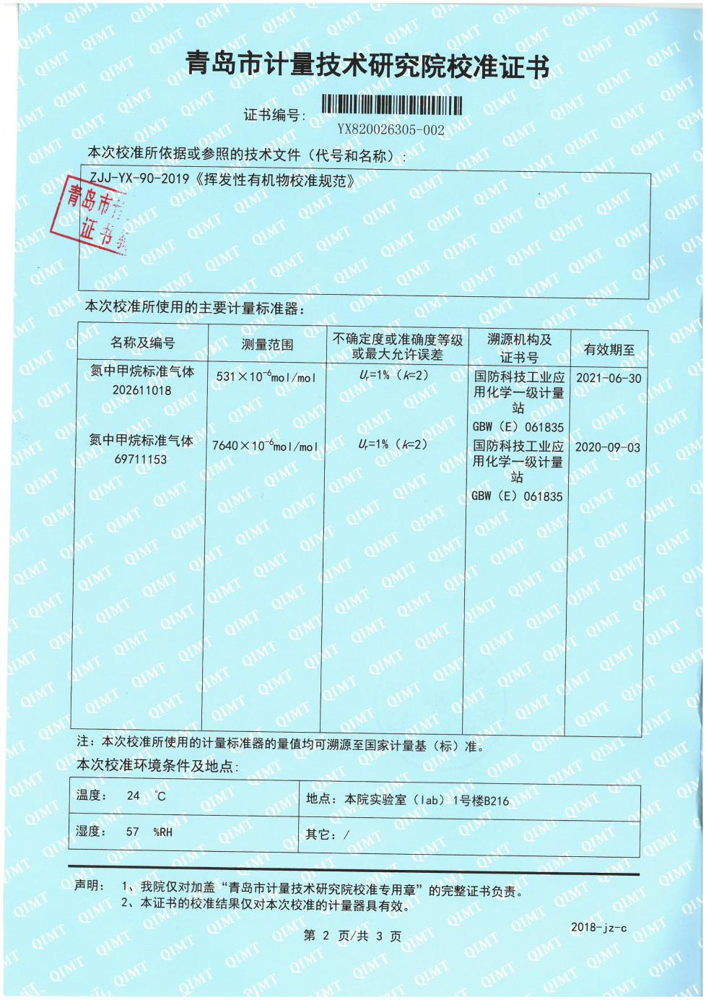 青岛市计量技术研究院校准证书
证书编号:
YX820026305-002
本次校准所依据或参照的技术文件（代号和名称）:
ZJJ-YX-90-2019《挥发性有机物校准规范》
青岛市
证书
本次校准所使用的主要计量标准器:
名称及编号 测量范围 不确定度或准确度等级或最大允许误差 溯源机构及证书号 有效期至
氮中甲烷标准气体 531×10⁻⁶mol/mol Uᵣ=1%（k=2） 国防科技工业应 2021-06-30
202611018 用化学一级计量
站
GBW（E）061835
氮中甲烷标准气体 7640×10⁻⁶mol/mol Uᵣ=1%（k=2） 国防科技工业应 2020-09-03
69711153 用化学一级计量
站
GBW（E）061835
注: 本次校准所使用的计量标准器的量值均可溯源至国家计量基（标）准。
本次校准环境条件及地点:
温度: 24 ℃ 地点: 本院实验室（lab）1号楼B216
湿度: 57 %RH 其它: /
声明: 1、我院仅对加盖“青岛市计量技术研究院校准专用章”的完整证书负责。
2、本证书的校准结果仅对本次校准的计量器具有效。
第 2 页/共 3 页
2018-jz-c
QIMT